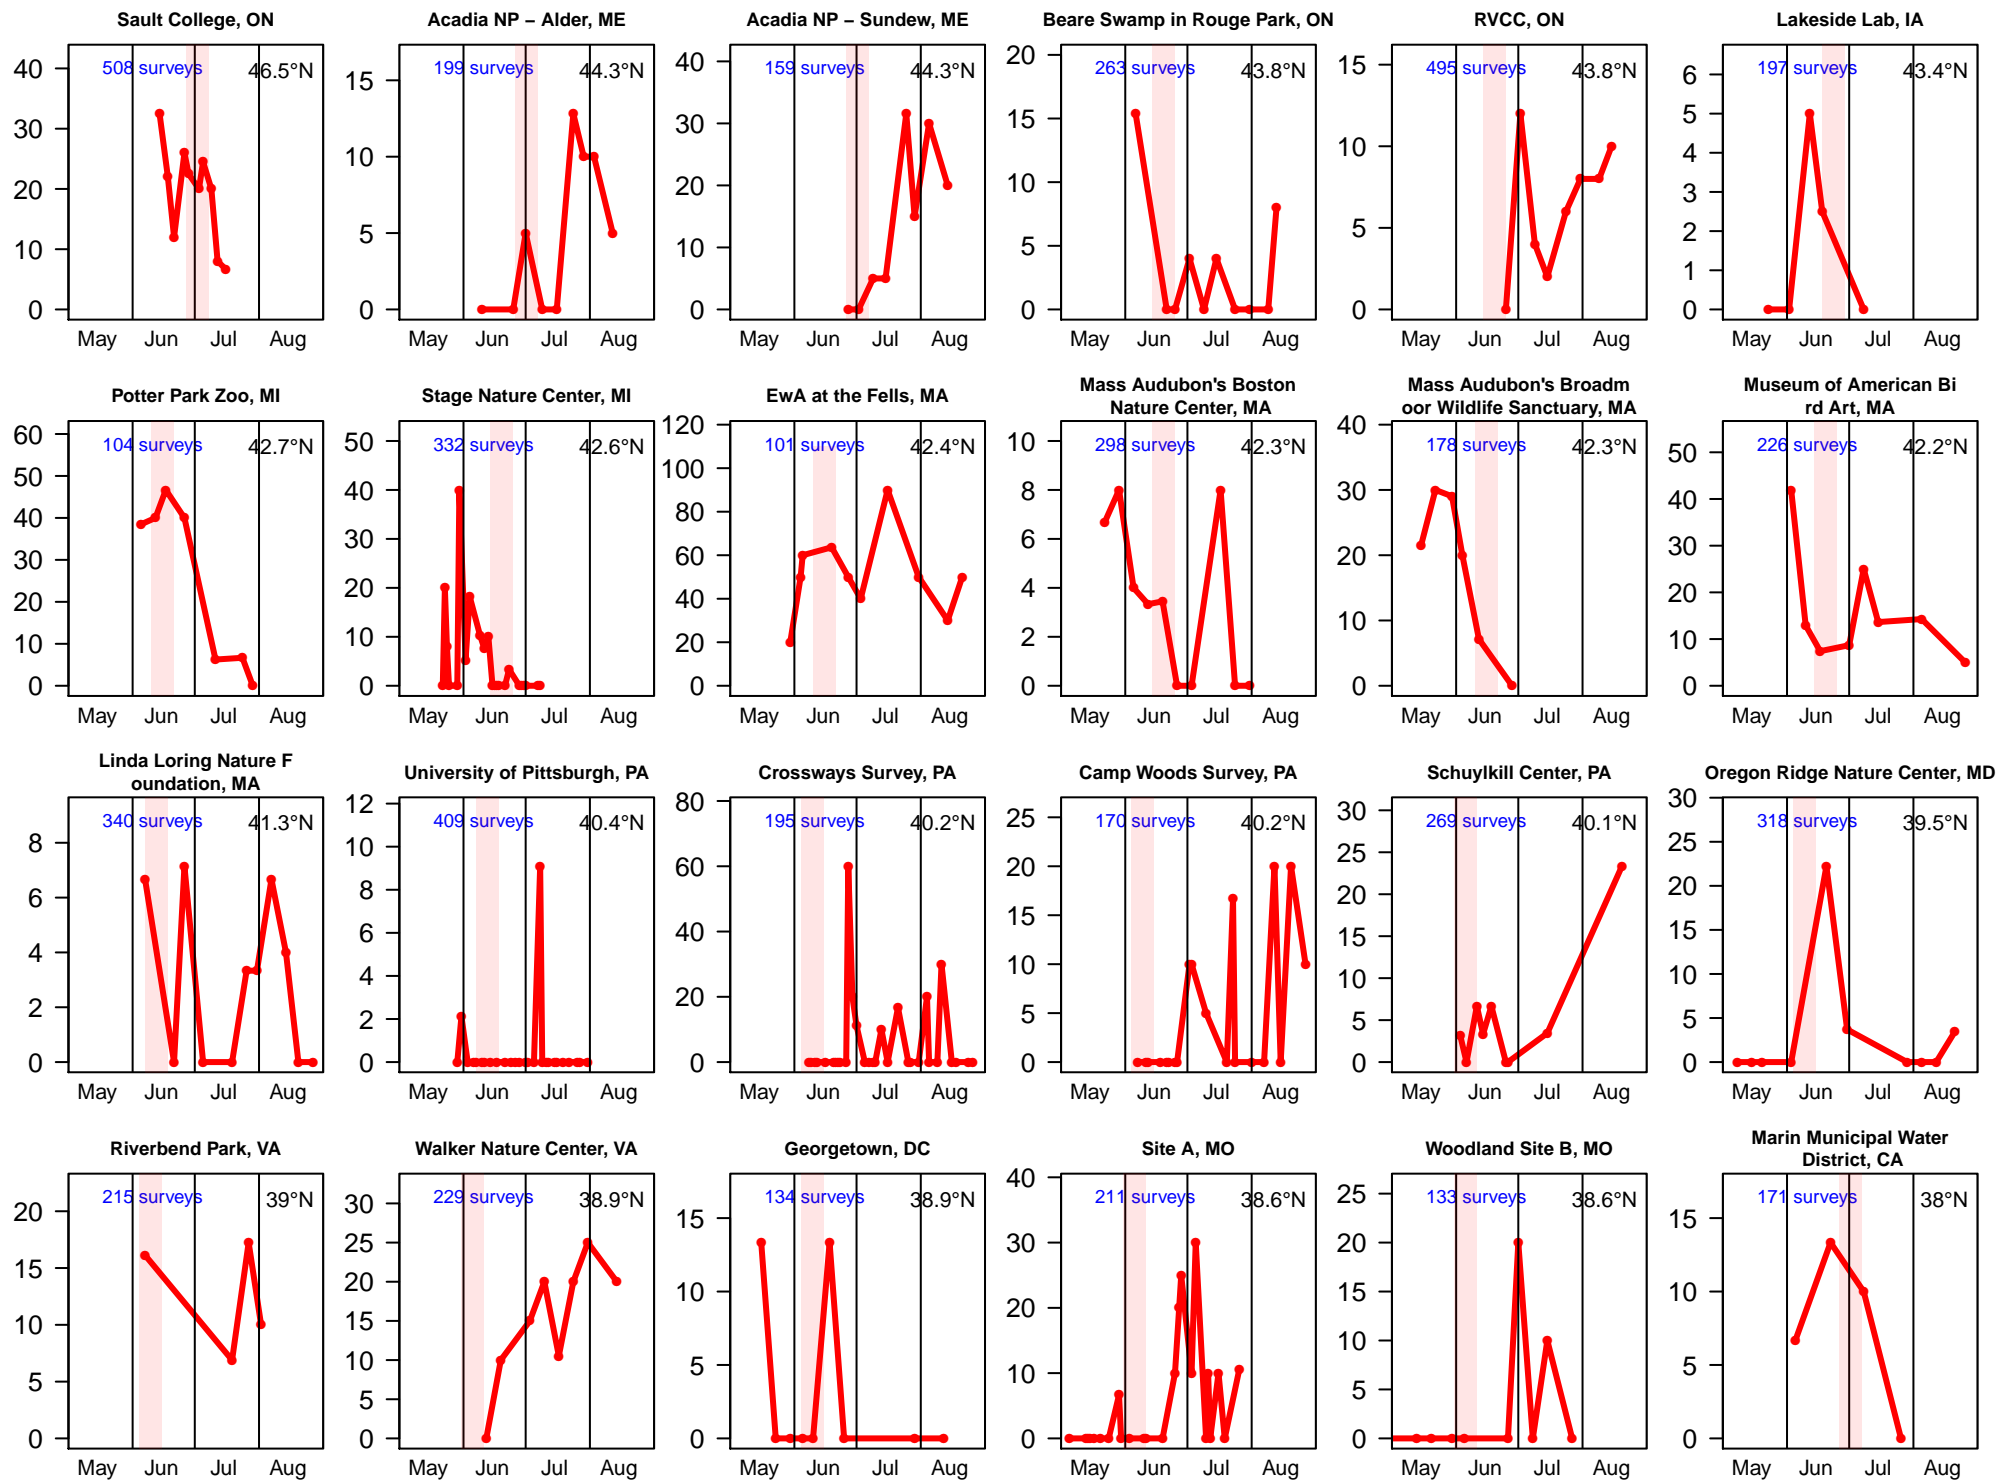 Sault College, ON
508 surveys 46.5°N
40
30
20
10
0
May Jun Jul Aug
Acadia NP – Alder, ME
199 surveys 44.3°N
15
10
5
0
May Jun Jul Aug
Acadia NP – Sundew, ME
159 surveys 44.3°N
40
30
20
10
0
May Jun Jul Aug
Beare Swamp in Rouge Park, ON
263 surveys 43.8°N
20
15
10
5
0
May Jun Jul Aug
RVCC, ON
495 surveys 43.8°N
15
10
5
0
May Jun Jul Aug
Lakeside Lab, IA
197 surveys 43.4°N
6
5
4
3
2
1
0
May Jun Jul Aug
Potter Park Zoo, MI
104 surveys 42.7°N
60
50
40
30
20
10
0
May Jun Jul Aug
Stage Nature Center, MI
332 surveys 42.6°N
50
40
30
20
10
0
May Jun Jul Aug
EwA at the Fells, MA
101 surveys 42.4°N
120
100
80
60
40
20
0
May Jun Jul Aug
Mass Audubon's Boston
Nature Center, MA
298 surveys 42.3°N
10
8
6
4
2
0
May Jun Jul Aug
Mass Audubon's Broadm
oor Wildlife Sanctuary, MA
178 surveys 42.3°N
40
30
20
10
0
May Jun Jul Aug
Museum of American Bi
rd Art, MA
226 surveys 42.2°N
50
40
30
20
10
0
May Jun Jul Aug
Linda Loring Nature F
oundation, MA
340 surveys 41.3°N
8
6
4
2
0
May Jun Jul Aug
University of Pittsburgh, PA
409 surveys 40.4°N
12
10
8
6
4
2
0
May Jun Jul Aug
Crossways Survey, PA
195 surveys 40.2°N
80
60
40
20
0
May Jun Jul Aug
Camp Woods Survey, PA
170 surveys 40.2°N
25
20
15
10
5
0
May Jun Jul Aug
Schuylkill Center, PA
269 surveys 40.1°N
30
25
20
15
10
5
0
May Jun Jul Aug
Oregon Ridge Nature Center, MD
318 surveys 39.5°N
30
25
20
15
10
5
0
May Jun Jul Aug
Riverbend Park, VA
215 surveys 39°N
20
15
10
5
0
May Jun Jul Aug
Walker Nature Center, VA
229 surveys 38.9°N
30
25
20
15
10
5
0
May Jun Jul Aug
Georgetown, DC
134 surveys 38.9°N
15
10
5
0
May Jun Jul Aug
Site A, MO
211 surveys 38.6°N
40
30
20
10
0
May Jun Jul Aug
Woodland Site B, MO
133 surveys 38.6°N
25
20
15
10
5
0
May Jun Jul Aug
Marin Municipal Water
District, CA
171 surveys 38°N
15
10
5
0
May Jun Jul Aug